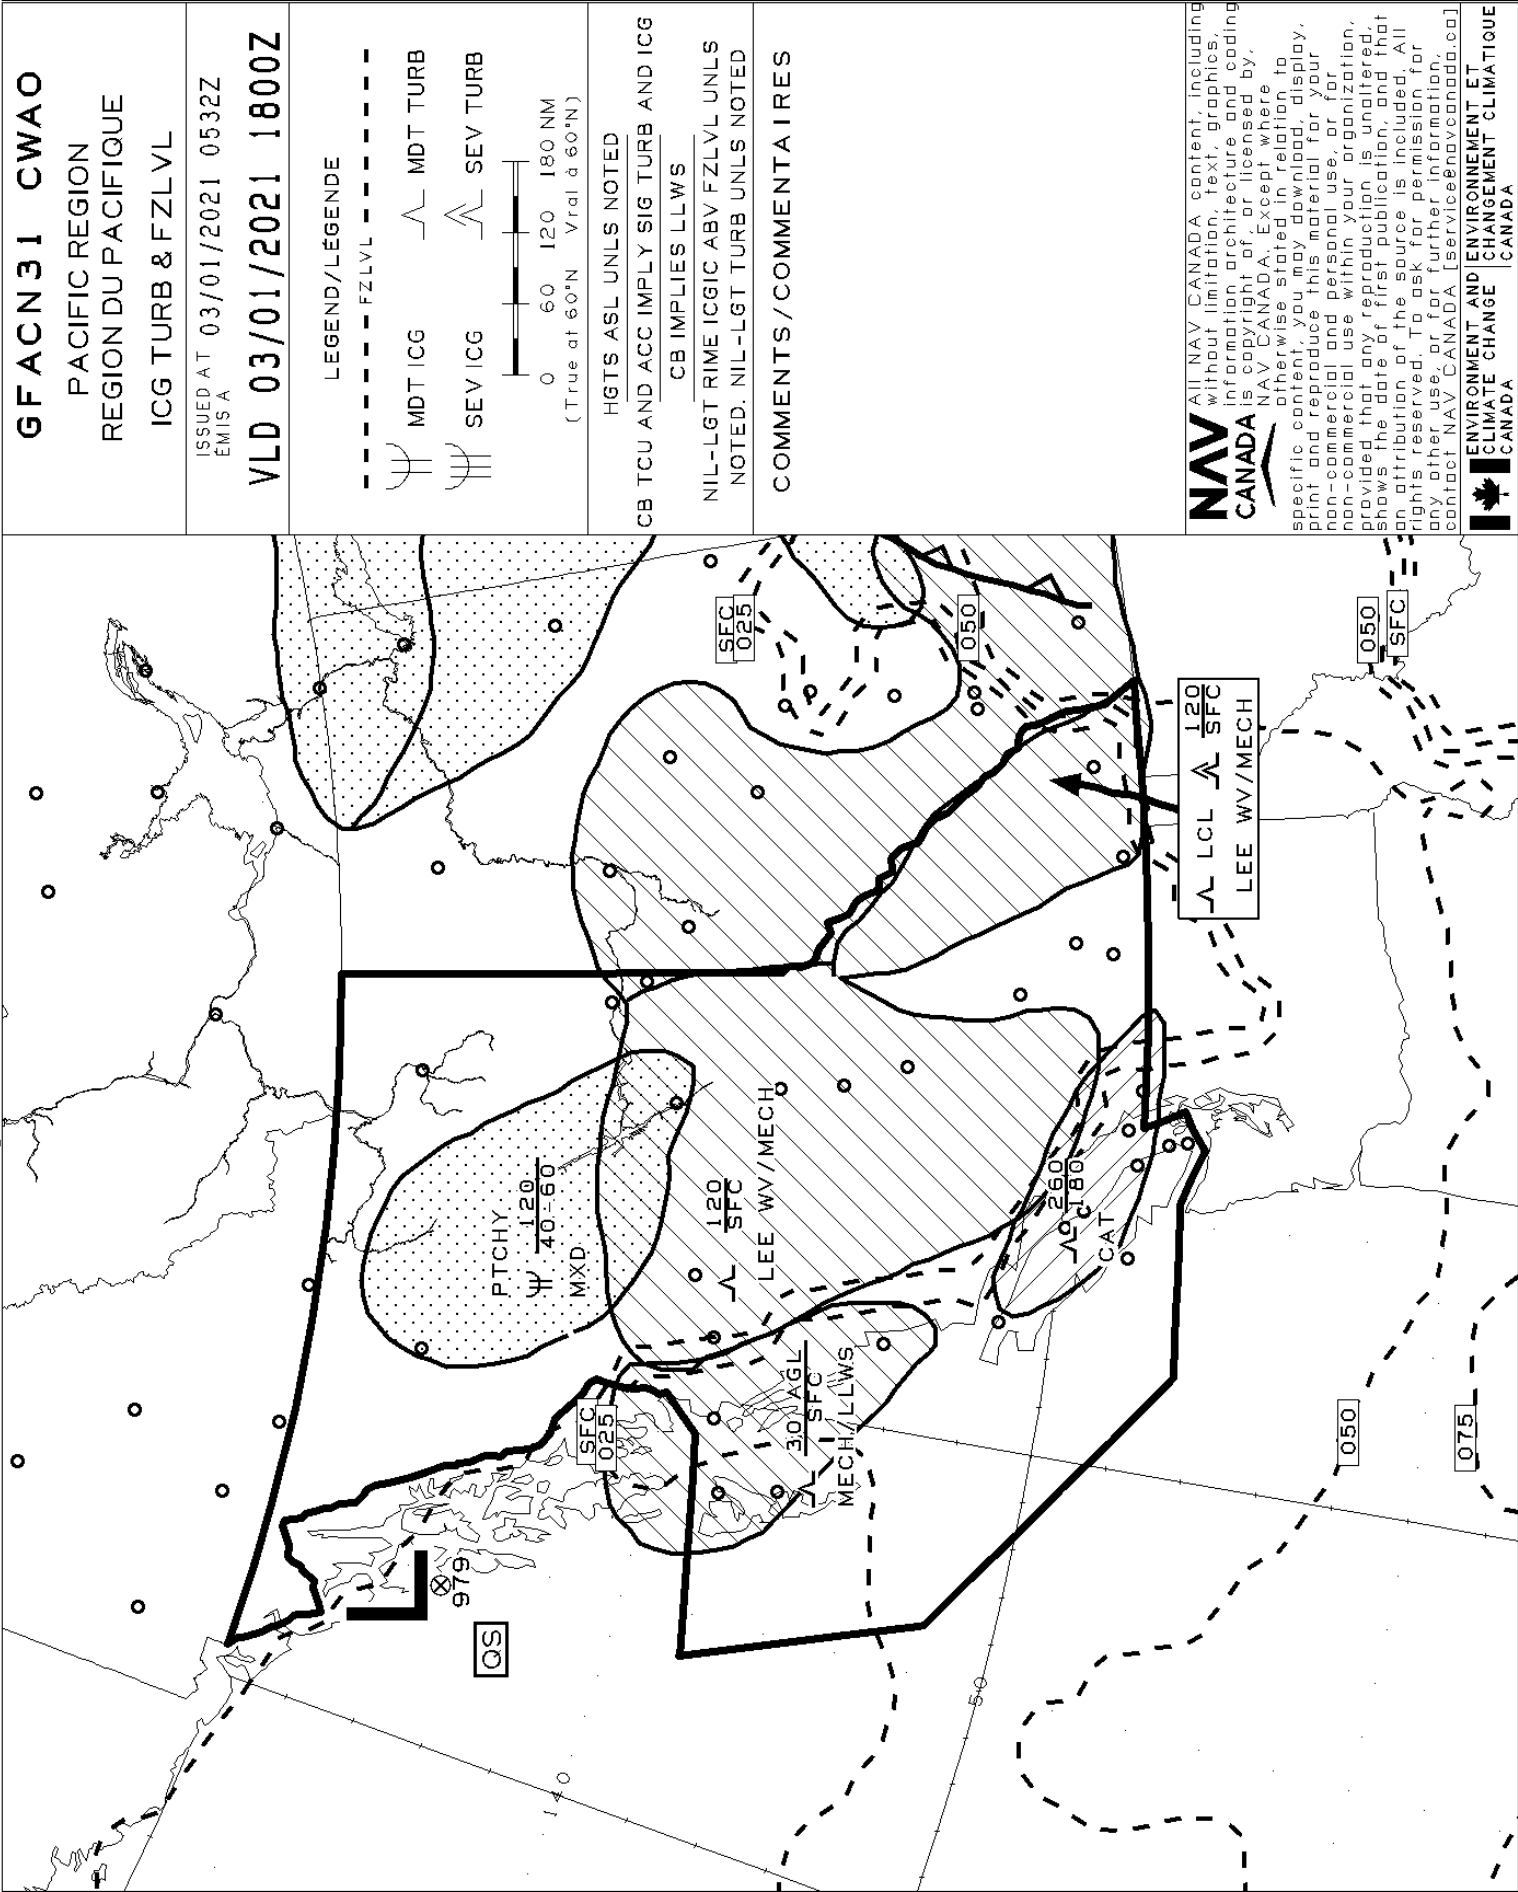 GFACN31 CWAO
PACIFIC REGION
REGION DU PACIFIQUE
ICG TURB & FZLVL
ISSUED AT 03/01/2021 0532Z
ÉMIS A
VLD 03/01/2021 1800Z
LEGEND/LÉGENDE
FZLVL
MDT ICG MDT TURB
SEV ICG SEV TURB
0 60 120 180 NM
(True at 60°N Vrai à 60°N)
HGTS ASL UNLS NOTED
CB TCU AND ACC IMPLY SIG TURB AND ICG
CB IMPLIES LLWS
NIL-LGT RIME ICGIC ABV FZLVL UNLS
NOTED. NIL-LGT TURB UNLS NOTED
COMMENTS/COMMENTAIRES
NAV
CANADA
All NAV CANADA content, including
without limitation, text, graphics,
information architecture and coding
is copyright of, or licensed by,
NAV CANADA. Except where
otherwise stated in relation to
specific content, you may download, display,
print and reproduce this material for your
non-commercial and personal use, or for
non-commercial use within your organization,
provided that any reproduction is unaltered,
shows the date of first publication, and that
an attribution of the source is included. All
rights reserved. To ask for permission for
any other use, or for further information,
contact NAV CANADA [service@navcanada.ca]
ENVIRONMENT AND
CLIMATE CHANGE
CANADA
ENVIRONNEMENT ET
CHANGEMENT CLIMATIQUE
CANADA
979
QS
140
50
PTCHY
120
40-60
MXD
SFC
025
120
SFC
LEE WV/MECH
30 AGL
SFC
MECH/LLWS
260
180
CAT
SFC
025
050
LCL
120
SFC
LEE WV/MECH
050
SFC
050
075